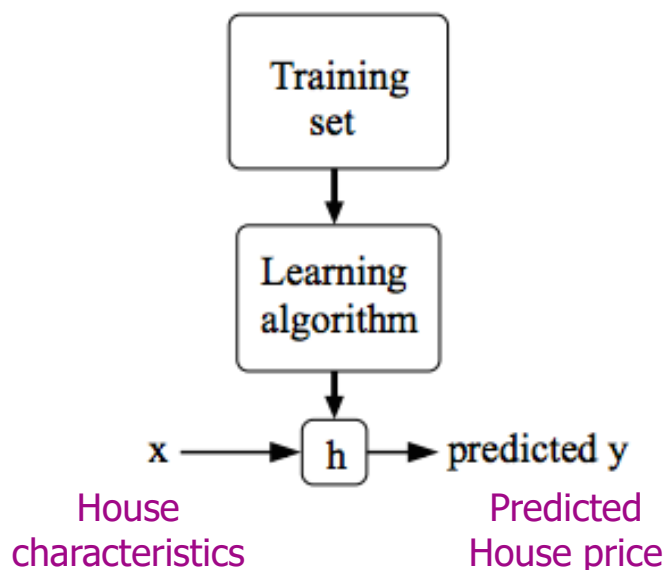 Training
set
Learning
algorithm
x
h
predicted y
House
characteristics
Predicted
House price